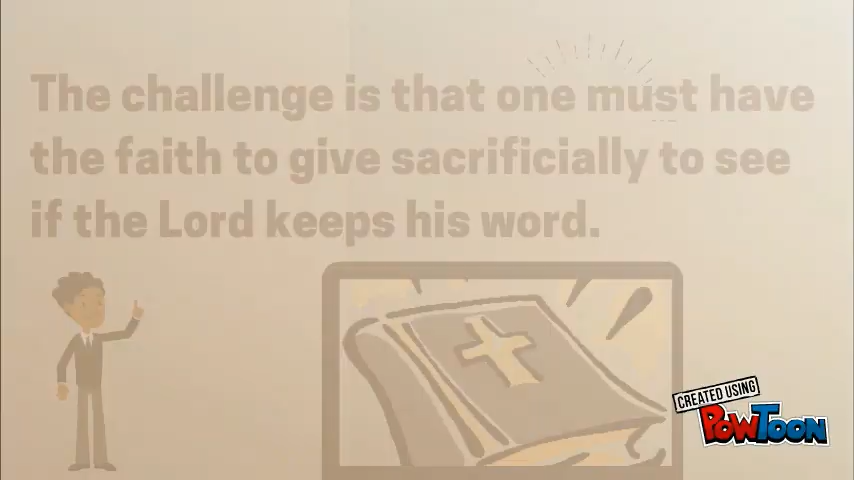 The challenge is that one must have
the faith to give sacrificially to see
if the Lord keeps his word.
CREATED USING
POWTOON